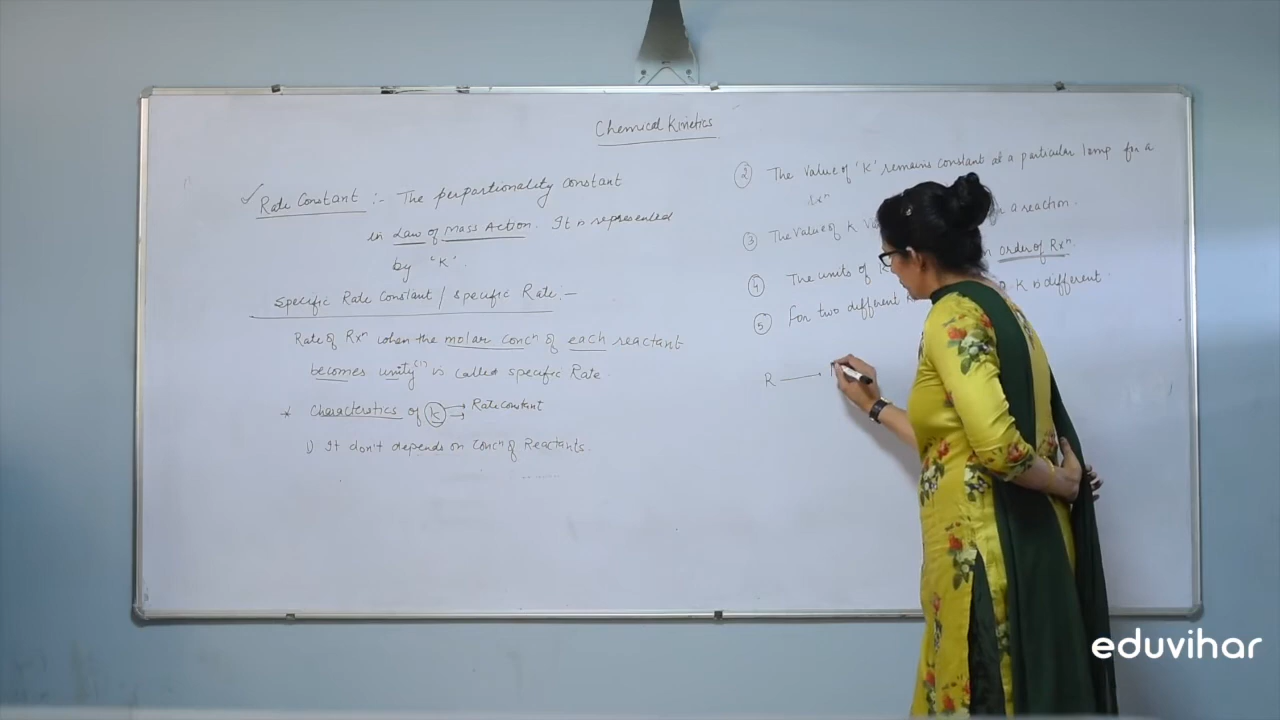 Chemical Kinetics
✓ Rate Constant :- The perportionality constant
in Law of Mass Action. It is represented
by 'K'.
Specific Rate Constant / specific Rate :-
Rate of Rxⁿ when the molar concⁿ of each reactant
becomes unity(1) is called specific Rate.
* Characteristics of K → Rate constant
1) It don't depends on Concⁿ of Reactants.
② The value of 'K' remains constant at a particular temp for a
Rxⁿ
③ The value of K a reaction.
④ The units of K order of Rxⁿ
⑤ For two different K is different.
R →
eduvihar